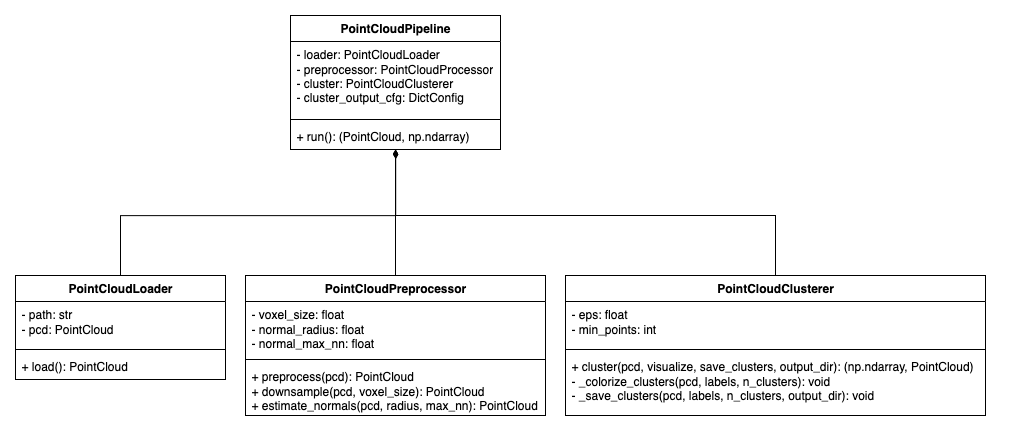 PointCloudPipeline
- loader: PointCloudLoader
- preprocessor: PointCloudProcessor
- cluster: PointCloudClusterer
- cluster_output_cfg: DictConfig
+ run(): (PointCloud, np.ndarray)
PointCloudLoader
- path: str
- pcd: PointCloud
+ load(): PointCloud
PointCloudPreprocessor
- voxel_size: float
- normal_radius: float
- normal_max_nn: float
+ preprocess(pcd): PointCloud
+ downsample(pcd, voxel_size): PointCloud
+ estimate_normals(pcd, radius, max_nn): PointCloud
PointCloudClusterer
- eps: float
- min_points: int
+ cluster(pcd, visualize, save_clusters, output_dir): (np.ndarray, PointCloud)
- _colorize_clusters(pcd, labels, n_clusters): void
- _save_clusters(pcd, labels, n_clusters, output_dir): void